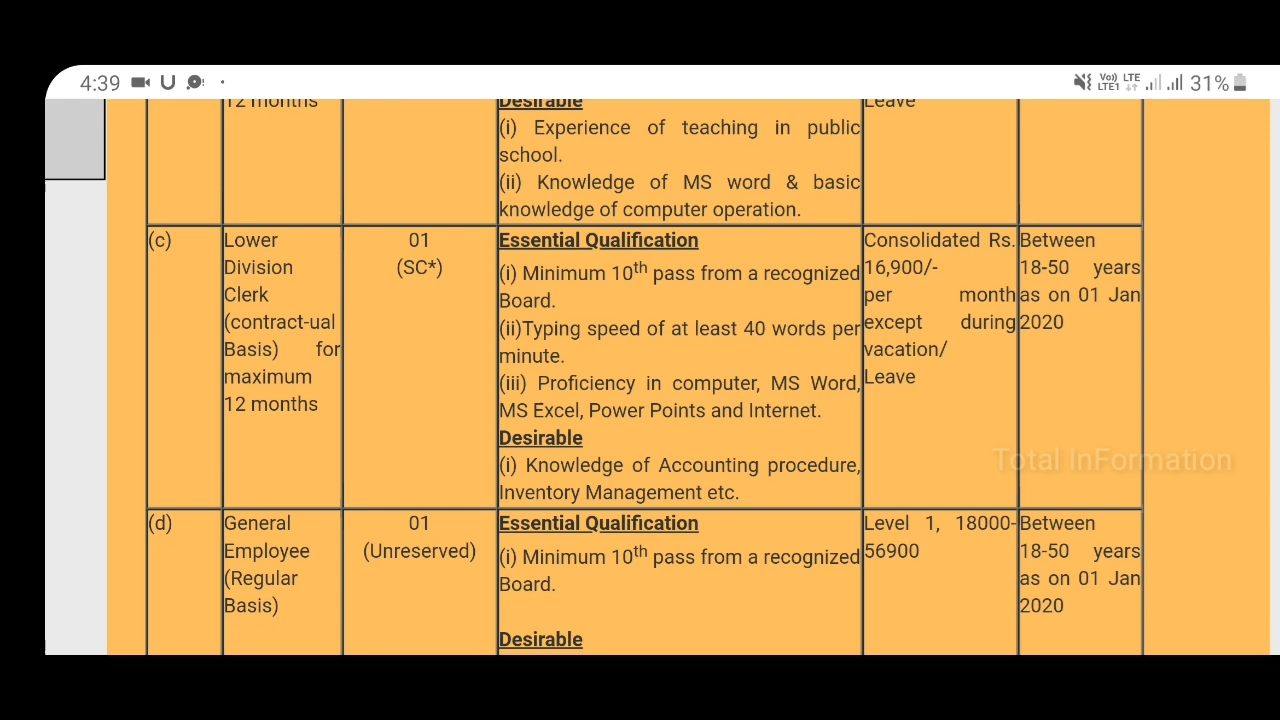 4:39
Vo)) LTE
LTE1
31%
12 months
Desirable
(i) Experience of teaching in public
school.
(ii) Knowledge of MS word & basic
knowledge of computer operation.
Leave
(c)
Lower
Division
Clerk
(contract-ual
Basis) for
maximum
12 months
01
(SC*)
Essential Qualification
(i) Minimum 10th pass from a recognized
Board.
(ii)Typing speed of at least 40 words per
minute.
(iii) Proficiency in computer, MS Word,
MS Excel, Power Points and Internet.
Desirable
(i) Knowledge of Accounting procedure,
Inventory Management etc.
Consolidated Rs.
16,900/-
per month
except during
vacation/
Leave
Between
18-50 years
as on 01 Jan
2020
Total InFormation
(d)
General
Employee
(Regular
Basis)
01
(Unreserved)
Essential Qualification
(i) Minimum 10th pass from a recognized
Board.
Desirable
Level 1, 18000-
56900
Between
18-50 years
as on 01 Jan
2020